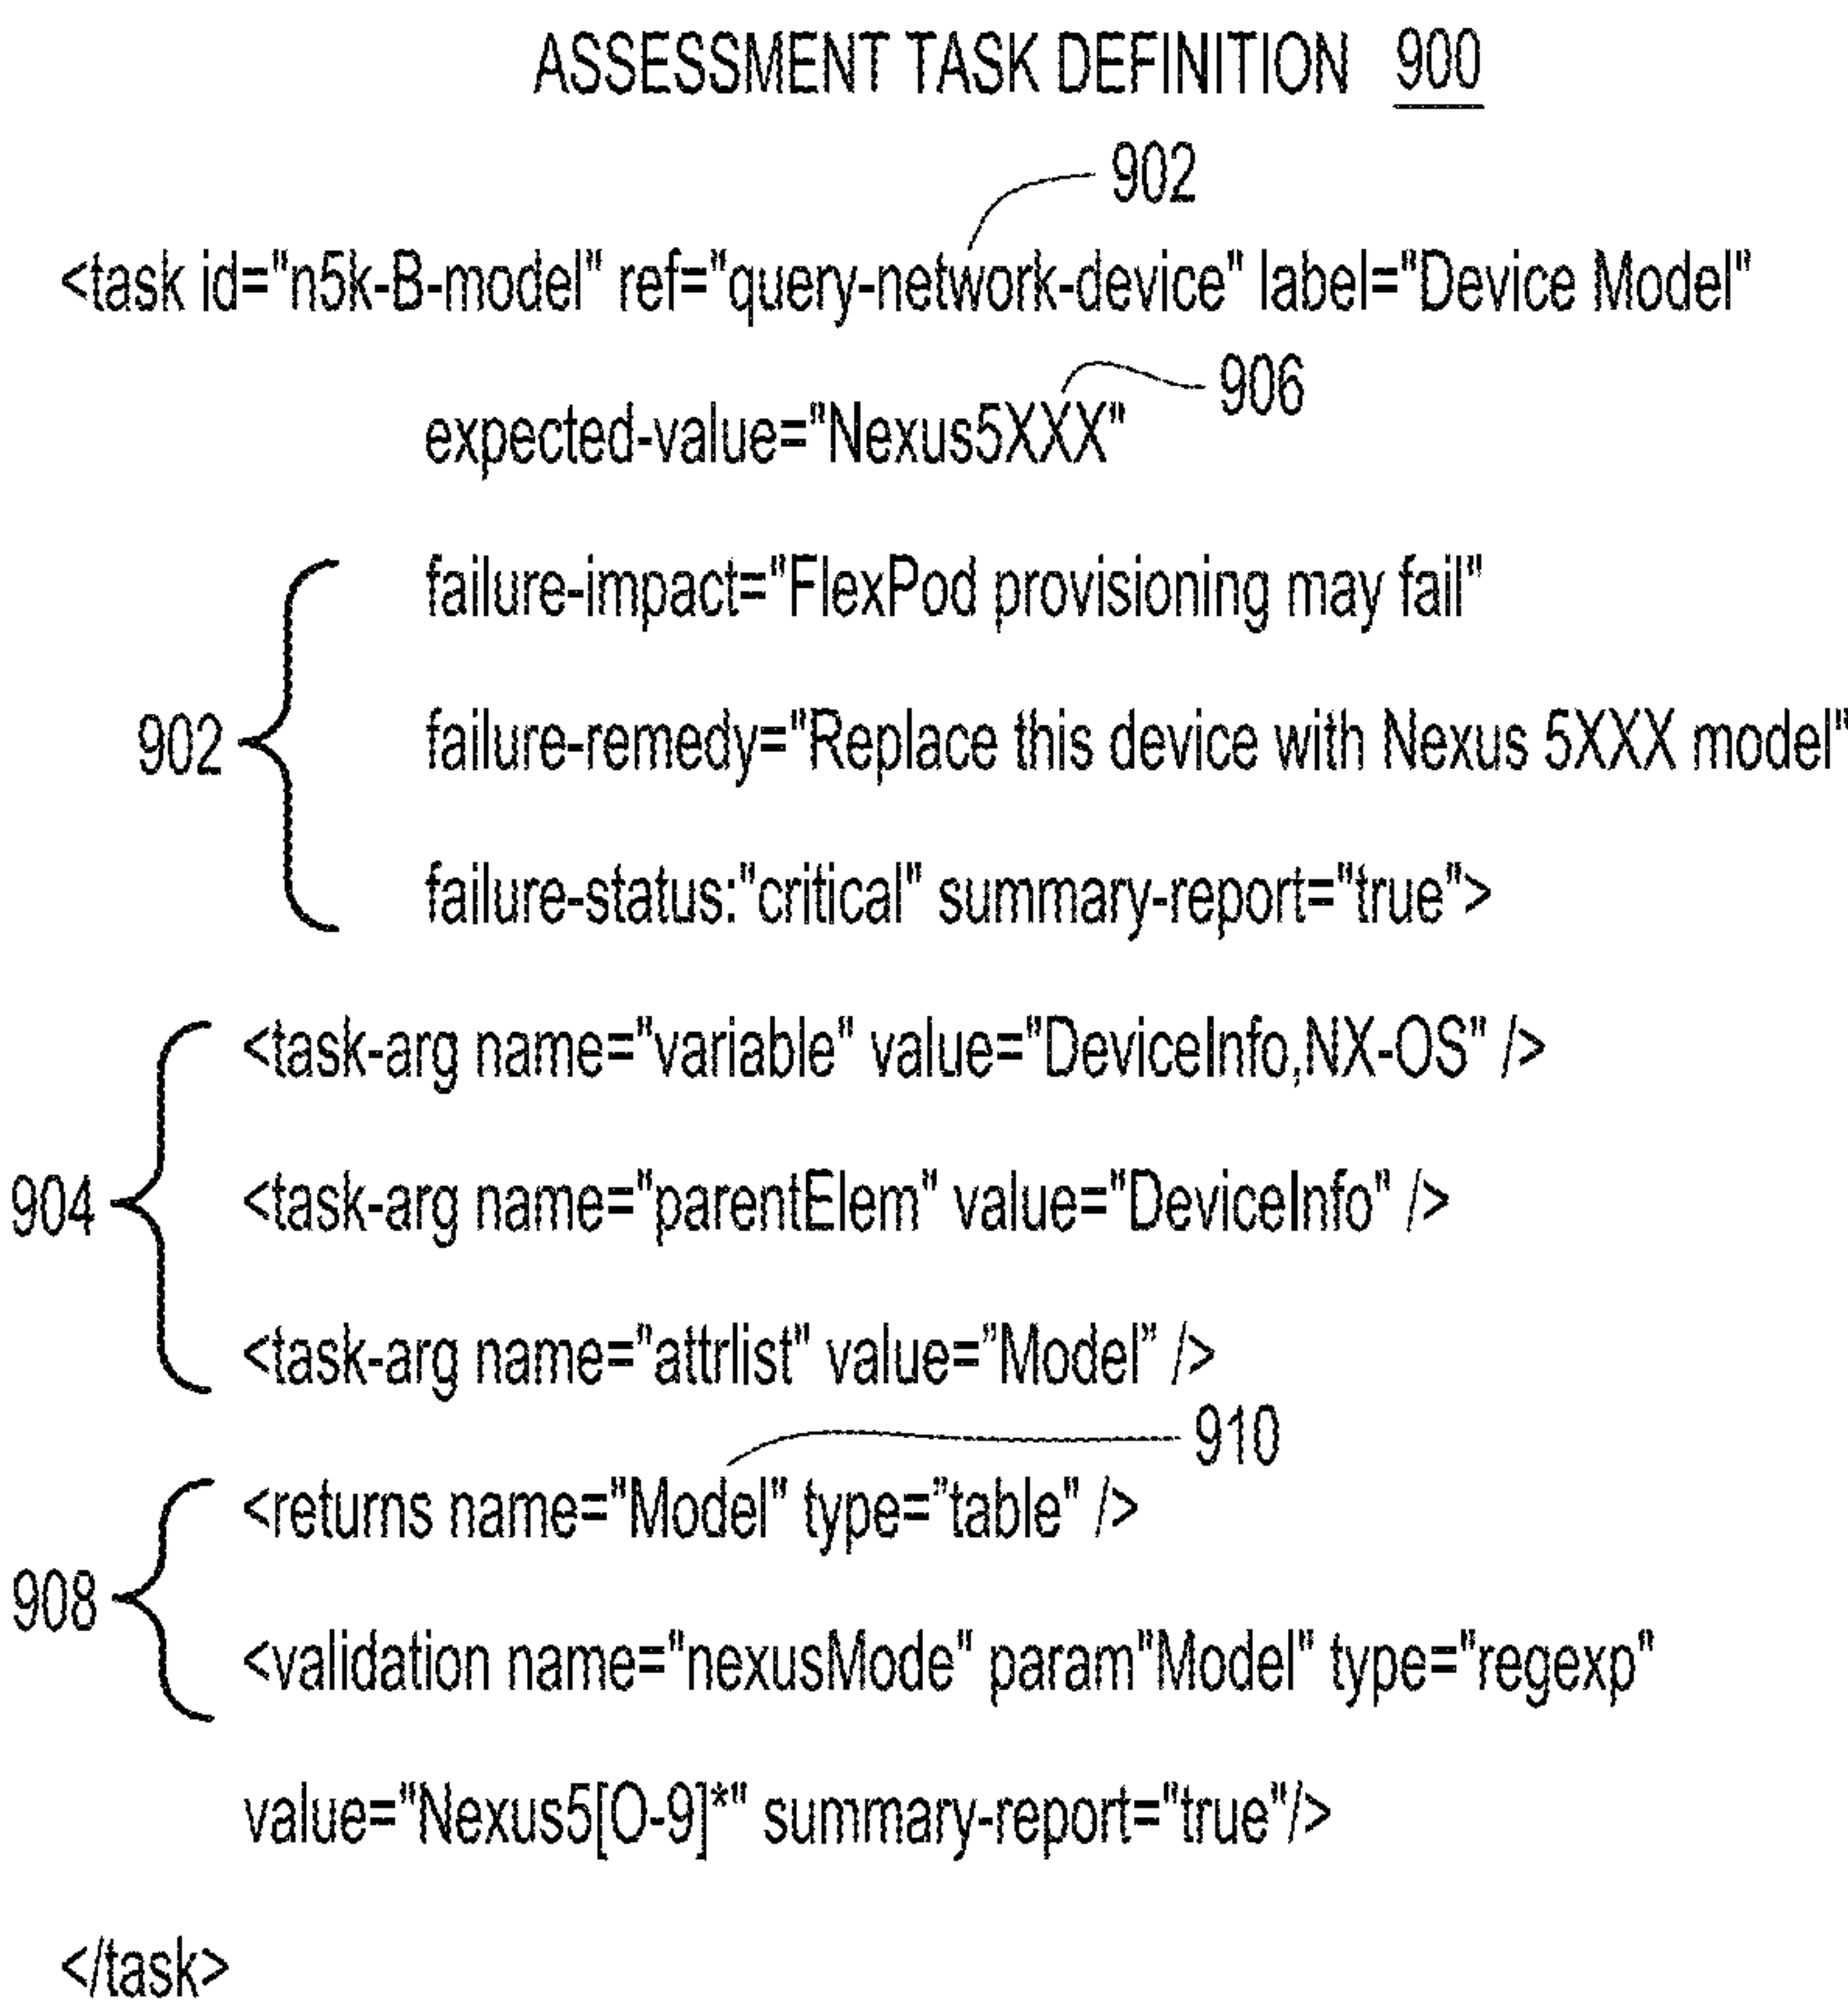 ASSESSMENT TASK DEFINITION 900
902
<task id="n5k-B-model" ref="query-network-device" label="Device Model"
906
expected-value="Nexus5XXX"
failure-impact="FlexPod provisioning may fail"
902
failure-remedy="Replace this device with Nexus 5XXX model"
failure-status:"critical" summary-report="true">
<task-arg name="variable" value="DeviceInfo,NX-OS" />
904
<task-arg name="parentElem" value="DeviceInfo" />
<task-arg name="attrlist" value="Model" />
910
<returns name="Model" type="table" />
908
<validation name="nexusMode" param"Model" type="regexp"
value="Nexus5[O-9]*" summary-report="true"/>
</task>